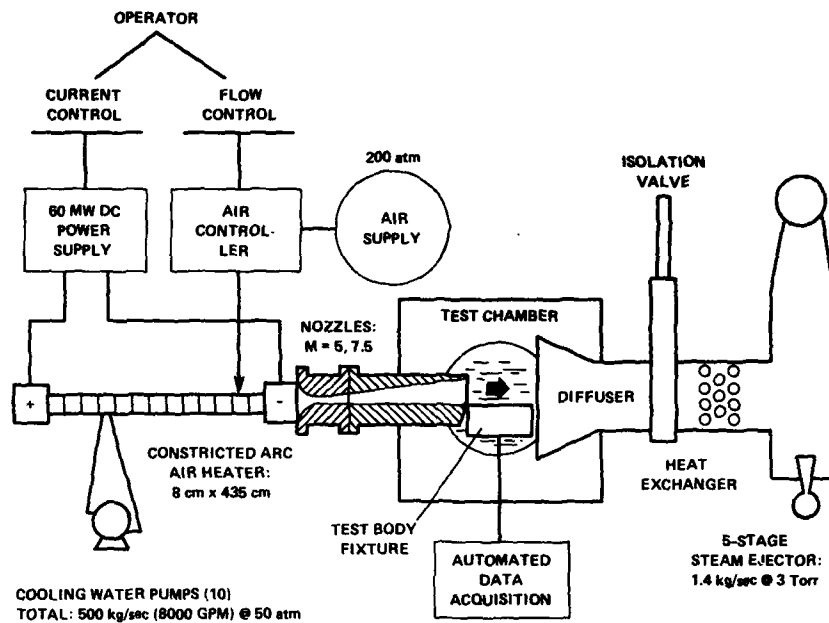 OPERATOR
CURRENT
CONTROL
FLOW
CONTROL
60 MW DC
POWER
SUPPLY
AIR
CONTROL-
LER
200 atm
AIR
SUPPLY
ISOLATION
VALVE
NOZZLES:
M = 5, 7.5
TEST CHAMBER
DIFFUSER
+
-
CONSTRICTED ARC
AIR HEATER:
8 cm x 435 cm
HEAT
EXCHANGER
TEST BODY
FIXTURE
AUTOMATED
DATA
ACQUISITION
5-STAGE
STEAM EJECTOR:
1.4 kg/sec @ 3 Torr
COOLING WATER PUMPS (10)
TOTAL: 500 kg/sec (8000 GPM) @ 50 atm